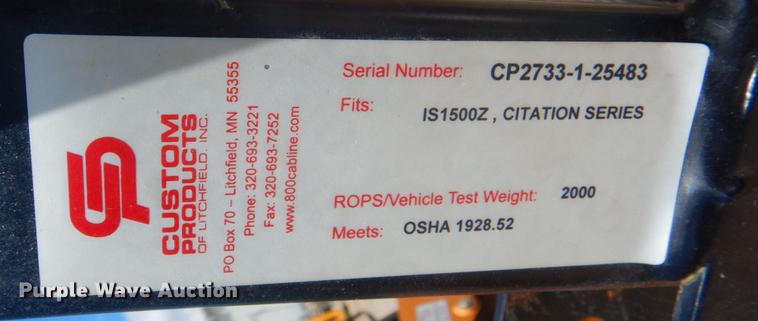 CP
CUSTOM
PRODUCTS
OF LITCHFIELD, INC.
PO Box 70 – Litchfield, MN 55355
Phone: 320-693-3221
Fax: 320-693-7252
www.800cabline.com
Serial Number: CP2733-1-25483
Fits: IS1500Z , CITATION SERIES
ROPS/Vehicle Test Weight: 2000
Meets: OSHA 1928.52
Purple Wave Auction